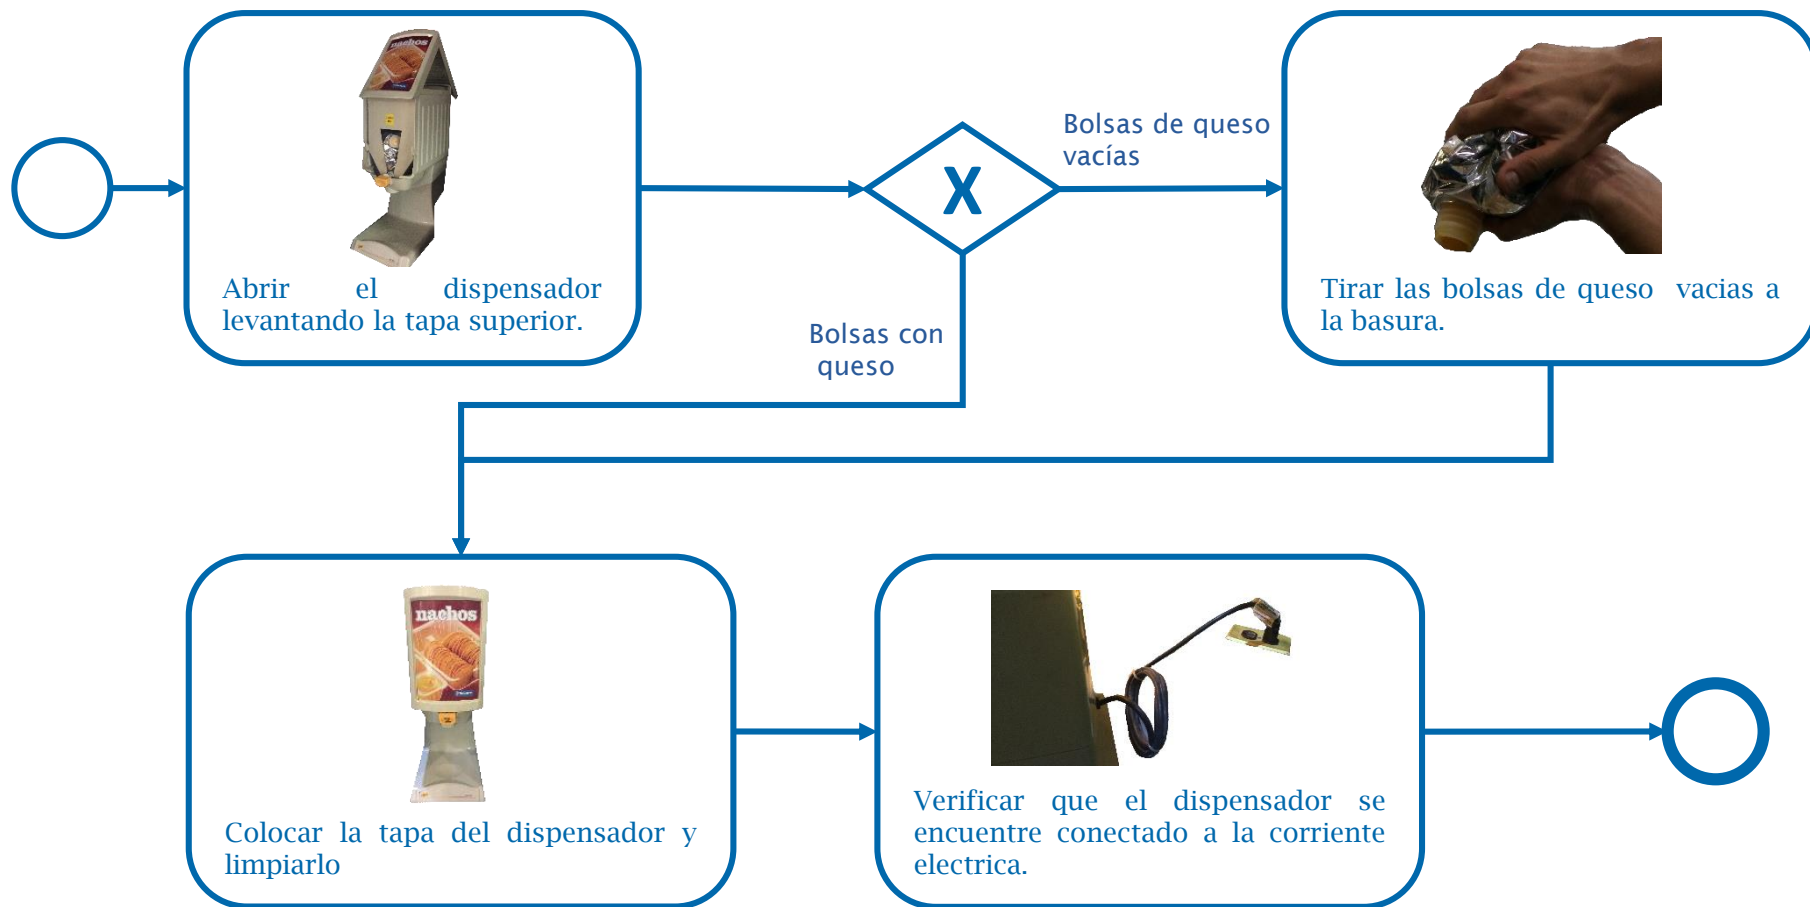 nachos
Abrir el dispensador
levantando la tapa superior.
X
Bolsas de queso
vacías
Bolsas con
queso
Tirar las bolsas de queso vacias a
la basura.
nachos
Colocar la tapa del dispensador y
limpiarlo
Verificar que el dispensador se
encuentre conectado a la corriente
electrica.